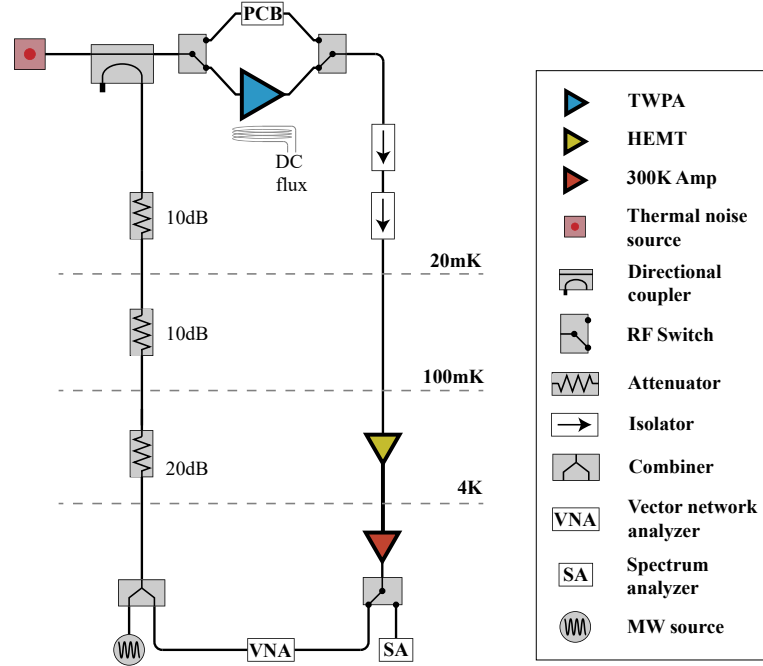 PCB
DC
flux
10dB
20mK
10dB
100mK
20dB
4K
VNA
SA
TWPA
HEMT
300K Amp
Thermal noise
source
Directional
coupler
RF Switch
Attenuator
Isolator
Combiner
VNA
Vector network
analyzer
SA
Spectrum
analyzer
MW source